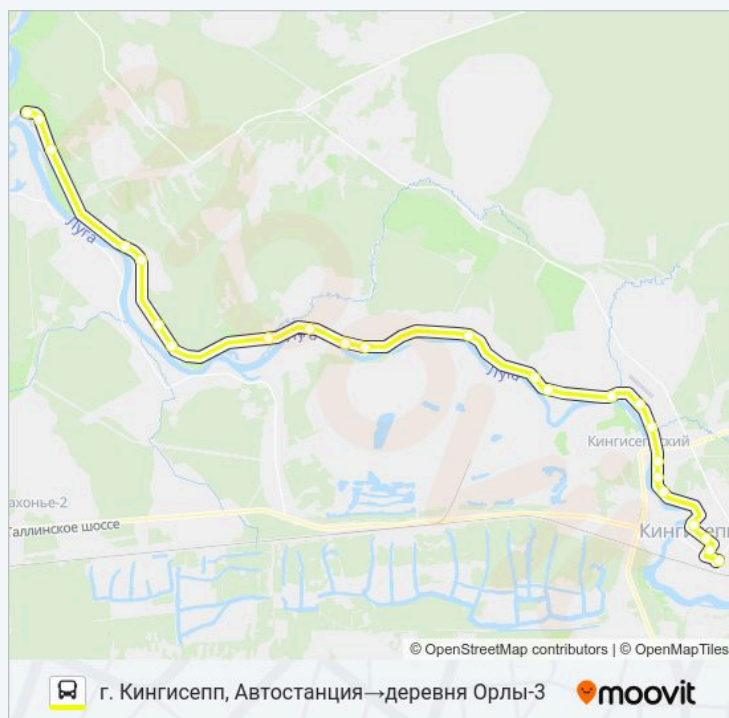 Луга
Луга
Луга
Кингисеппский
ахонье-2
Таллинское шоссе
Кингисепп
© OpenStreetMap contributors | © OpenMapTiles
г. Кингисепп, Автостанция→деревня Орлы-3
moovit